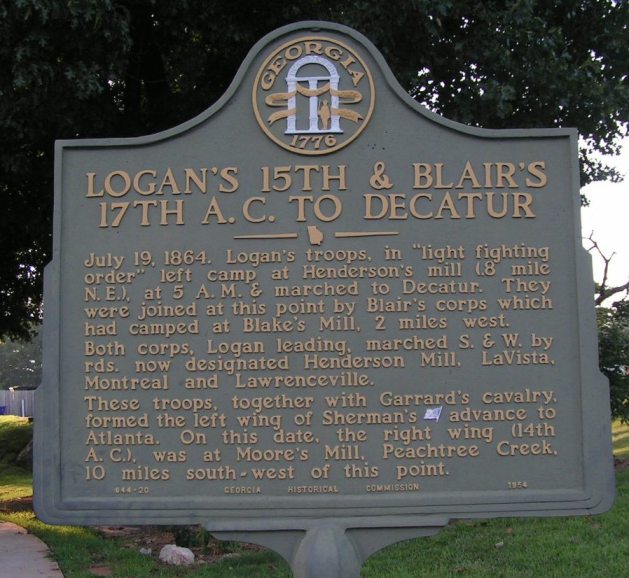 GEORGIA
1776
LOGAN'S 15TH & BLAIR'S
17TH A. C. TO DECATUR
July 19, 1864. Logan's troops, in "light fighting
order" left camp at Henderson's mill (.8 mile
N. E.), at 5 A. M. & marched to Decatur. They
were joined at this point by Blair's corps which
had camped at Blake's Mill, 2 miles west.
Both corps, Logan leading, marched S. & W. by
rds. now designated Henderson Mill, LaVista,
Montreal and Lawrenceville.
These troops, together with Garrard's cavalry,
formed the left wing of Sherman's advance to
Atlanta. On this date, the right wing (14th
A. C.), was at Moore's Mill, Peachtree Creek,
10 miles south-west of this point.
044-20 GEORGIA HISTORICAL COMMISSION 1954